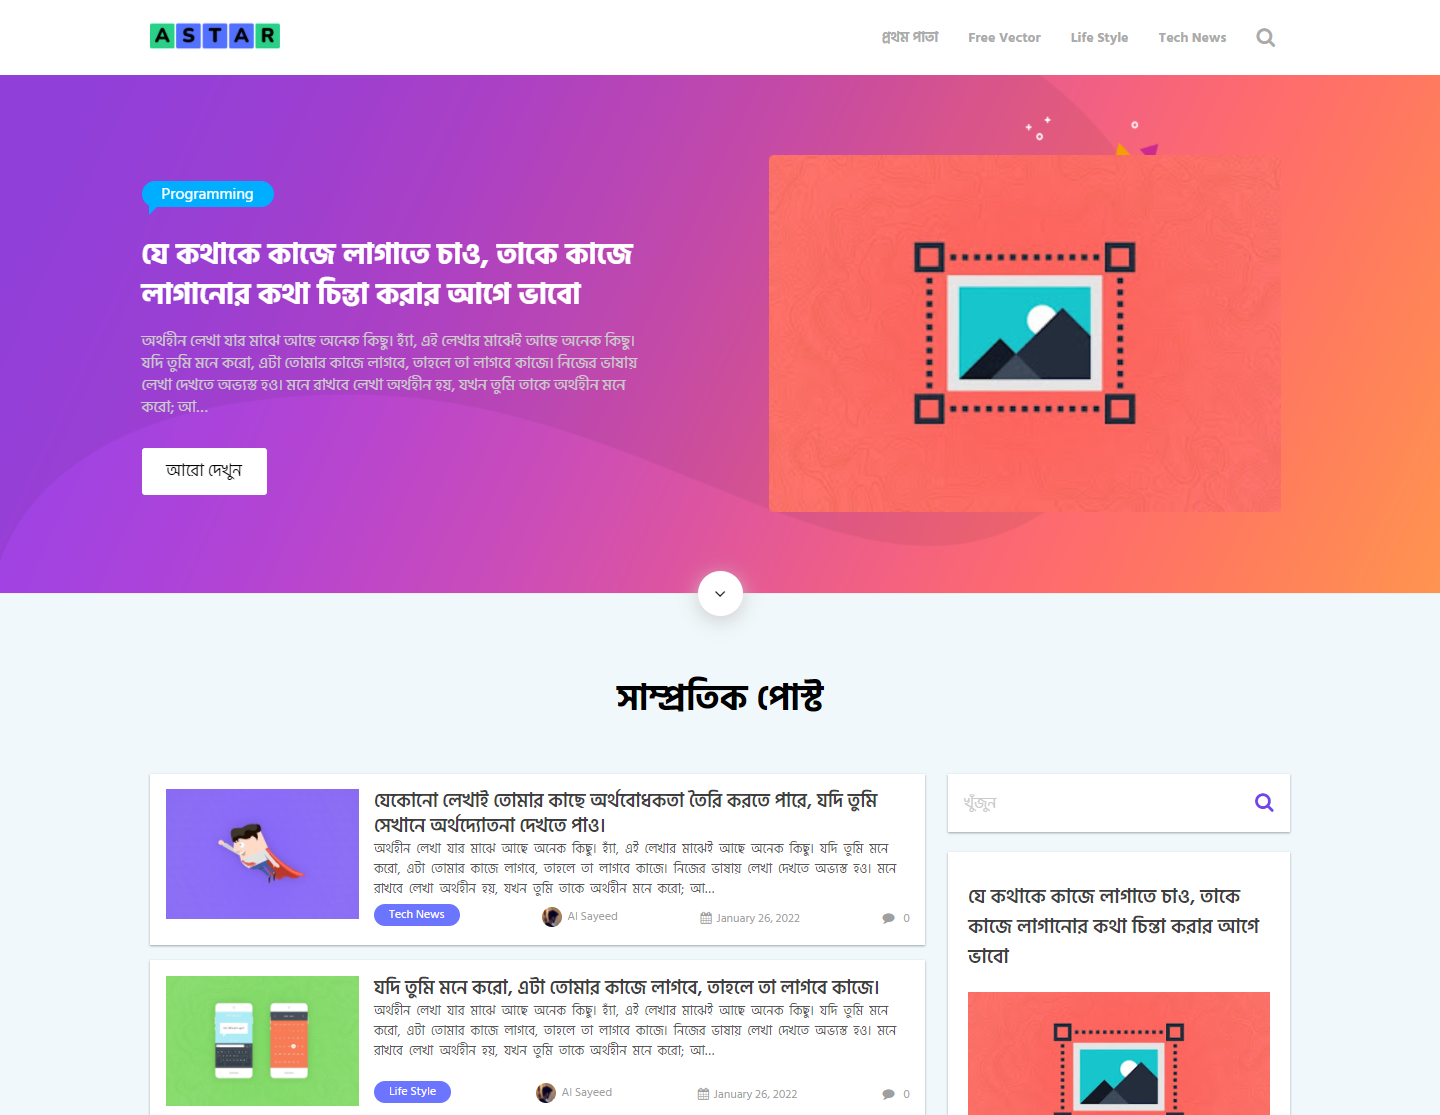 ASTAR
প্রথম পাতা
Free Vector
Life Style
Tech News
Programming
যে কথাকে কাজে লাগাতে চাও, তাকে কাজে
লাগানোর কথা চিন্তা করার আগে ভাবো
অর্থহীন লেখা যার মাঝে আছে অনেক কিছু। হ্যাঁ, এই লেখার মাঝেই আছে অনেক কিছু।
যদি তুমি মনে করো, এটা তোমার কাজে লাগবে, তাহলে তা লাগবে কাজে। নিজের ভাষায়
লেখা দেখতে অভ্যস্ত হও। মনে রাখবে লেখা অর্থহীন হয়, যখন তুমি তাকে অর্থহীন মনে
করো; আ...
আরো দেখুন
সাম্প্রতিক পোস্ট
যেকোনো লেখাই তোমার কাছে অর্থবোধকতা তৈরি করতে পারে, যদি তুমি
সেখানে অর্থদ্যোতনা দেখতে পাও।
অর্থহীন লেখা যার মাঝে আছে অনেক কিছু। হ্যাঁ, এই লেখার মাঝেই আছে অনেক কিছু। যদি তুমি মনে
করো, এটা তোমার কাজে লাগবে, তাহলে তা লাগবে কাজে। নিজের ভাষায় লেখা দেখতে অভ্যস্ত হও। মনে
রাখবে লেখা অর্থহীন হয়, যখন তুমি তাকে অর্থহীন মনে করো; আ...
Tech News
Al Sayeed
January 26, 2022
0
যদি তুমি মনে করো, এটা তোমার কাজে লাগবে, তাহলে তা লাগবে কাজে।
অর্থহীন লেখা যার মাঝে আছে অনেক কিছু। হ্যাঁ, এই লেখার মাঝেই আছে অনেক কিছু। যদি তুমি মনে
করো, এটা তোমার কাজে লাগবে, তাহলে তা লাগবে কাজে। নিজের ভাষায় লেখা দেখতে অভ্যস্ত হও। মনে
রাখবে লেখা অর্থহীন হয়, যখন তুমি তাকে অর্থহীন মনে করো; আ...
Life Style
Al Sayeed
January 26, 2022
0
খুঁজুন
যে কথাকে কাজে লাগাতে চাও, তাকে
কাজে লাগানোর কথা চিন্তা করার আগে
ভাবো